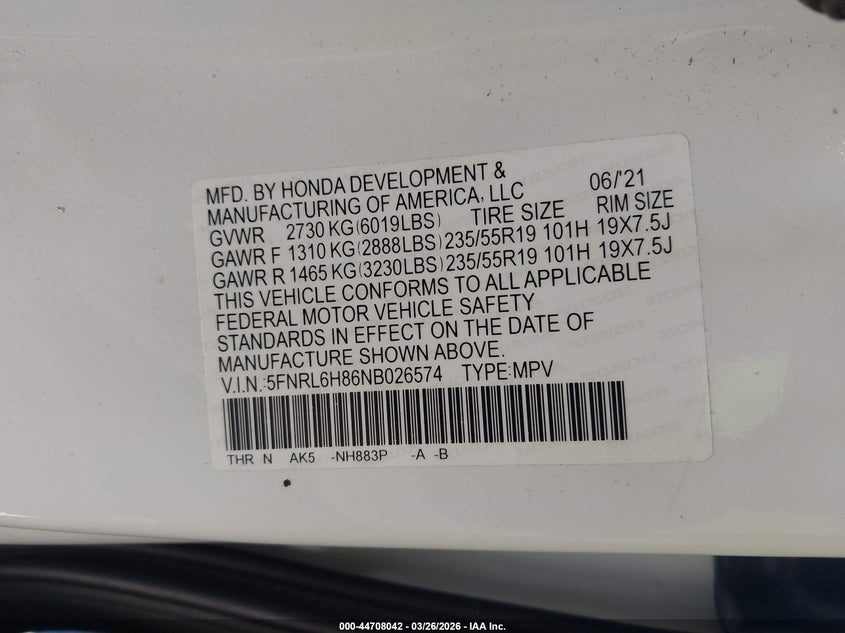 MFD. BY HONDA DEVELOPMENT &
MANUFACTURING OF AMERICA, LLC 06/'21
GVWR 2730 KG(6019LBS) TIRE SIZE RIM SIZE
GAWR F 1310 KG(2888LBS)235/55R19 101H 19X7.5J
GAWR R 1465 KG(3230LBS)235/55R19 101H 19X7.5J
THIS VEHICLE CONFORMS TO ALL APPLICABLE
FEDERAL MOTOR VEHICLE SAFETY
STANDARDS IN EFFECT ON THE DATE OF
MANUFACTURE SHOWN ABOVE.
V.I.N.:5FNRL6H86NB026574 TYPE:MPV
THR N AK5 -NH883P -A -B
000-44708042 - 03/26/2026 - IAA Inc.